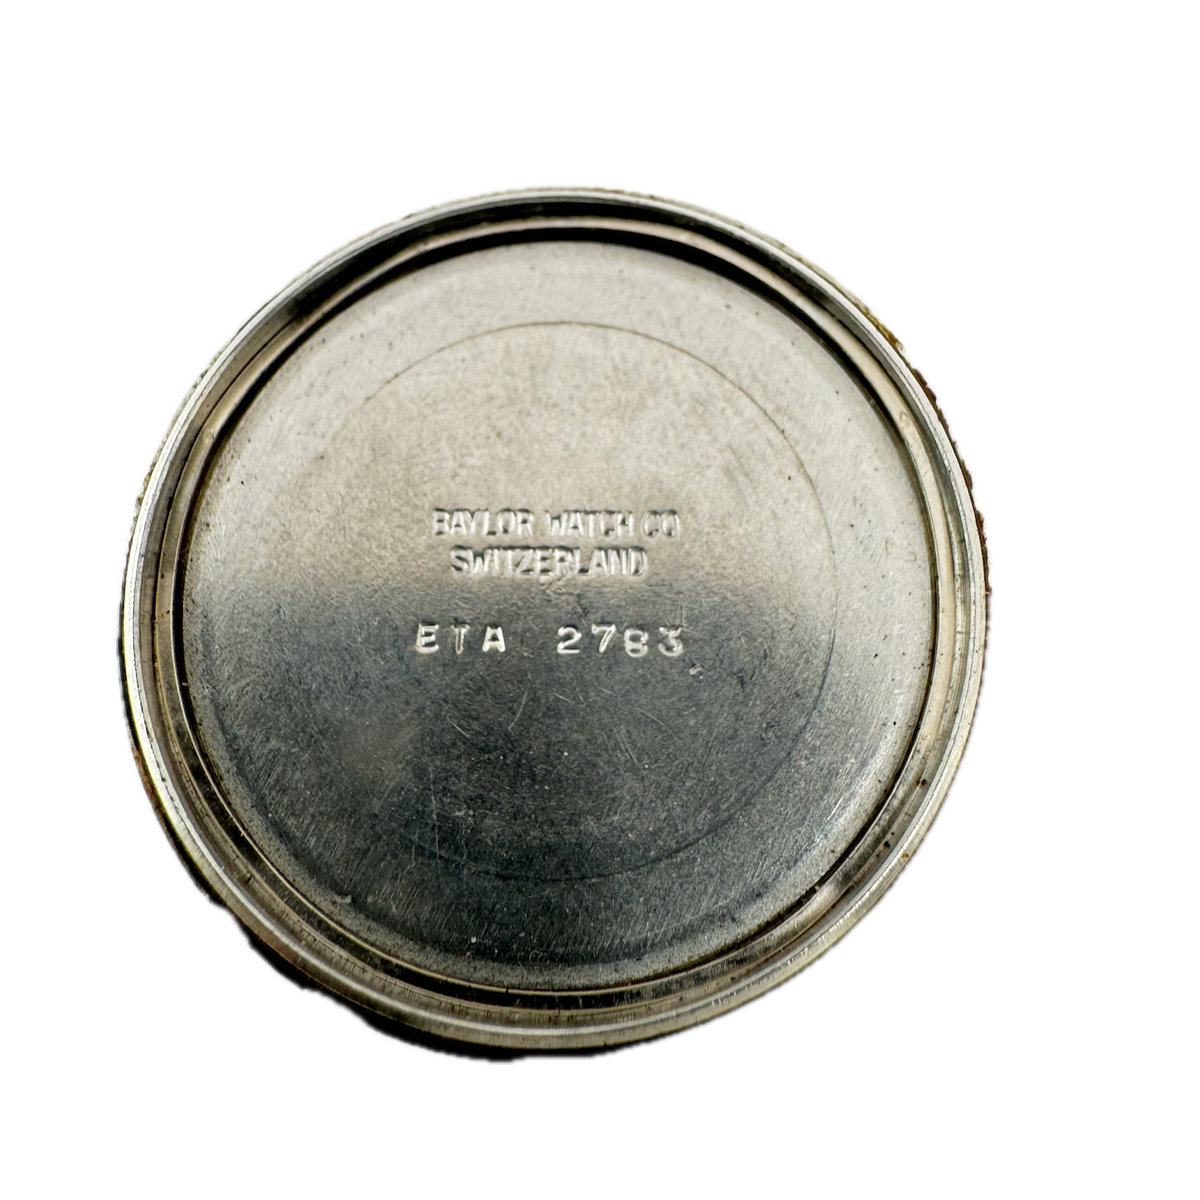 BAYLOR WATCH CO
SWITZERLAND
ETA 2783